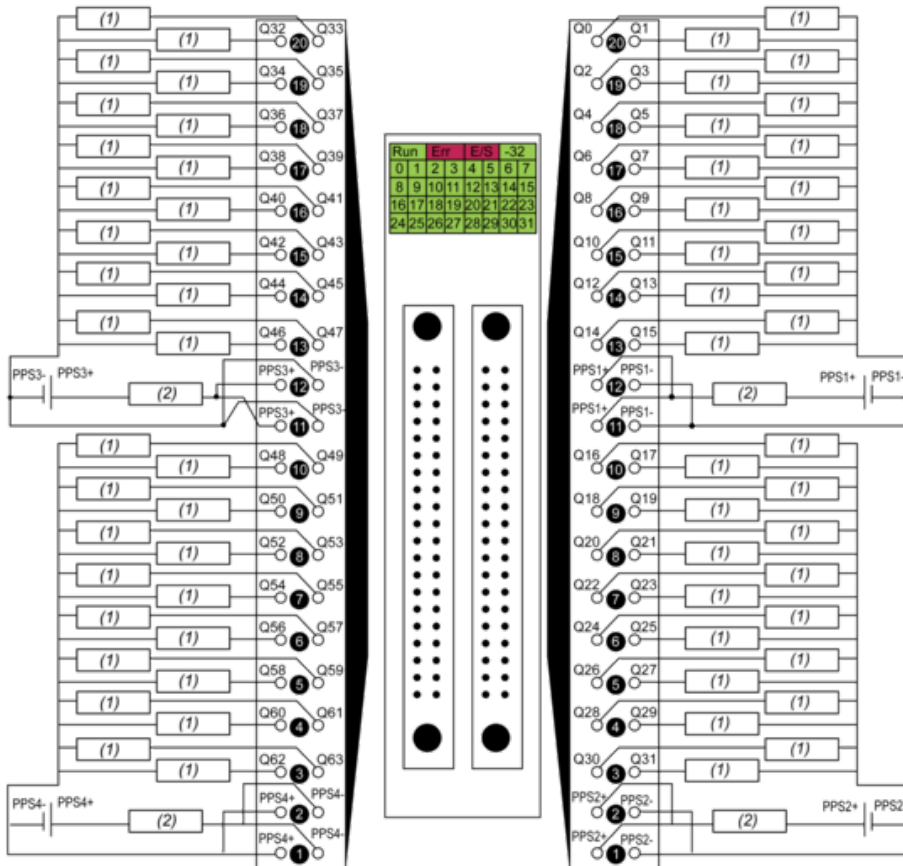 (1)
Q32 Q33
(1) 20
(1)
Q34 Q35
(1) 19
(1)
Q36 Q37
(1) 18
(1)
Q38 Q39
(1) 17
(1)
Q40 Q41
(1) 16
(1)
Q42 Q43
(1) 15
(1)
Q44 Q45
(1) 14
(1)
Q46 Q47
(1) 13
PPS3- PPS3+ PPS3+ PPS3-
(2) 12
PPS3+ PPS3-
11
(1)
Q48 Q49
(1) 10
(1)
Q50 Q51
(1) 9
(1)
Q52 Q53
(1) 8
(1)
Q54 Q55
(1) 7
(1)
Q56 Q57
(1) 6
(1)
Q58 Q59
(1) 5
(1)
Q60 Q61
(1) 4
(1)
Q62 Q63
(1) 3
PPS4- PPS4+ PPS4+ PPS4-
(2) 2
PPS4+ PPS4-
1
Run Err E/S -32
0 1 2 3 4 5 6 7
8 9 10 11 12 13 14 15
16 17 18 19 20 21 22 23
24 25 26 27 28 29 30 31
(1)
Q0 Q1
20 (1)
(1)
Q2 Q3
19 (1)
(1)
Q4 Q5
18 (1)
(1)
Q6 Q7
17 (1)
(1)
Q8 Q9
16 (1)
(1)
Q10 Q11
15 (1)
(1)
Q12 Q13
14 (1)
(1)
Q14 Q15
13 (1)
PPS1+ PPS1- PPS1+ PPS1-
12 (2)
PPS1+ PPS1-
11
(1)
Q16 Q17
10 (1)
(1)
Q18 Q19
9 (1)
(1)
Q20 Q21
8 (1)
(1)
Q22 Q23
7 (1)
(1)
Q24 Q25
6 (1)
(1)
Q26 Q27
5 (1)
(1)
Q28 Q29
4 (1)
(1)
Q30 Q31
3 (1)
PPS2+ PPS2- PPS2+ PPS2
2 (2)
PPS2+ PPS2-
1